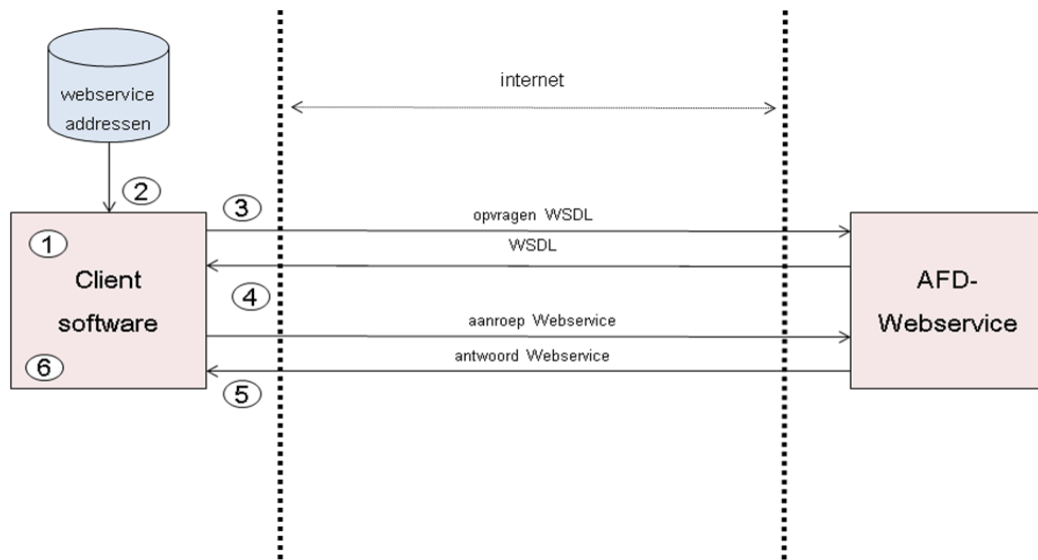 webservice
addressen
internet
2
3
opvragen WSDL
1
WSDL
Client
software
AFD-
Webservice
4
aanroep Webservice
antwoord Webservice
6
5